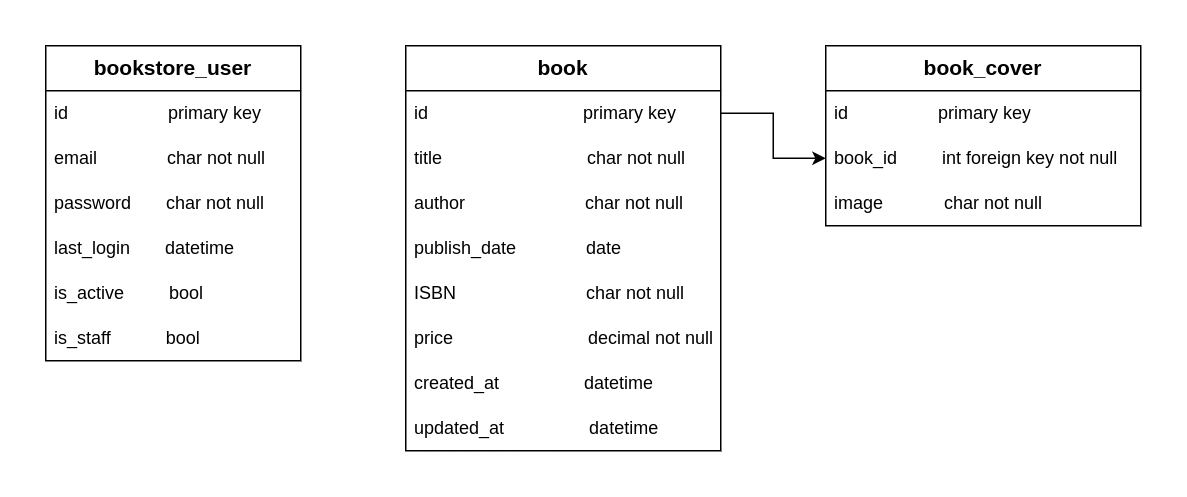 bookstore_user
id primary key
email char not null
password char not null
last_login datetime
is_active bool
is_staff bool
book
id primary key
title char not null
author char not null
publish_date date
ISBN char not null
price decimal not null
created_at datetime
updated_at datetime
book_cover
id primary key
book_id int foreign key not null
image char not null